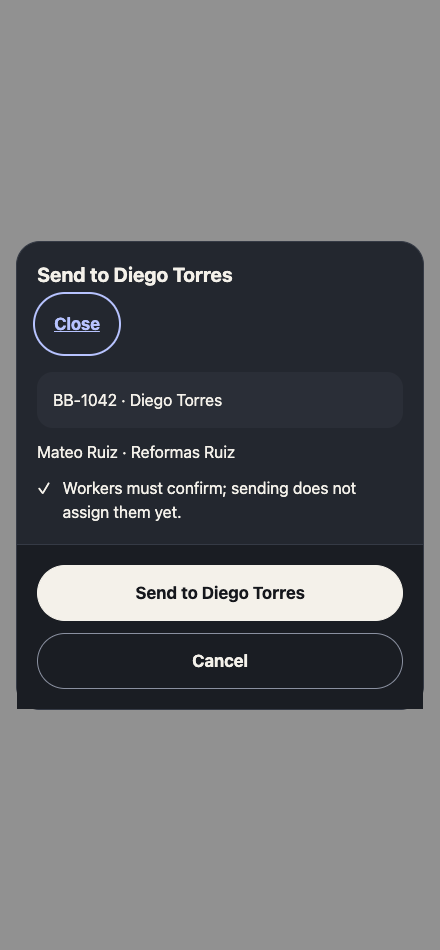 Send to Diego Torres
Close
BB-1042 · Diego Torres
Mateo Ruiz · Reformas Ruiz
✓ Workers must confirm; sending does not
assign them yet.
Send to Diego Torres
Cancel